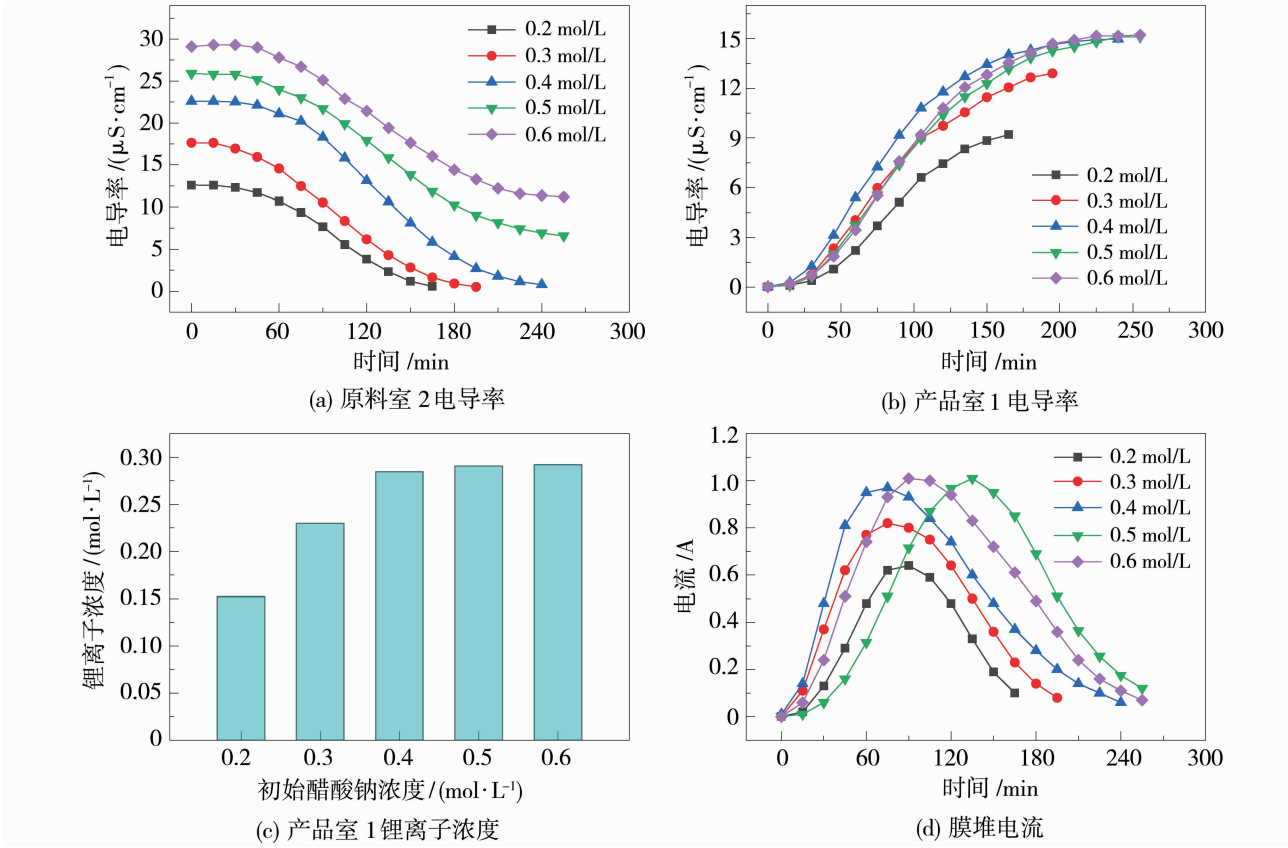 30
25
20
15
10
5
0
电导率 /(μS·cm⁻¹)
0.2 mol/L
0.3 mol/L
0.4 mol/L
0.5 mol/L
0.6 mol/L
0
60
120
180
240
300
时间 /min
(a) 原料室 2 电导率
15
12
9
6
3
0
电导率 /(μS·cm⁻¹)
0.2 mol/L
0.3 mol/L
0.4 mol/L
0.5 mol/L
0.6 mol/L
0
50
100
150
200
250
300
时间 /min
(b) 产品室 1 电导率
0.30
0.25
0.20
0.15
0.10
0.05
0
锂离子浓度 /(mol·L⁻¹)
0.2
0.3
0.4
0.5
0.6
初始醋酸钠浓度 /(mol·L⁻¹)
(c) 产品室 1 锂离子浓度
1.2
1.0
0.8
0.6
0.4
0.2
0
电流 /A
0.2 mol/L
0.3 mol/L
0.4 mol/L
0.5 mol/L
0.6 mol/L
0
60
120
180
240
300
时间 /min
(d) 膜堆电流